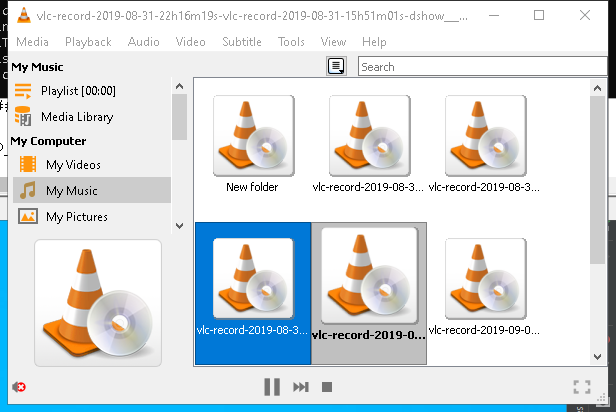 vlc-record-2019-08-31-22h16m19s-vlc-record-2019-08-31-15h51m01s-dshow__...
Media Playback Audio Video Subtitle Tools View Help
My Music
Search
Playlist [00:00]
Media Library
My Computer
My Videos
My Music
My Pictures
New folder
vlc-record-2019-08-3...
vlc-record-2019-08-3...
vlc-record-2019-08-3...
vlc-record-2019-0...
vlc-record-2019-09-0...